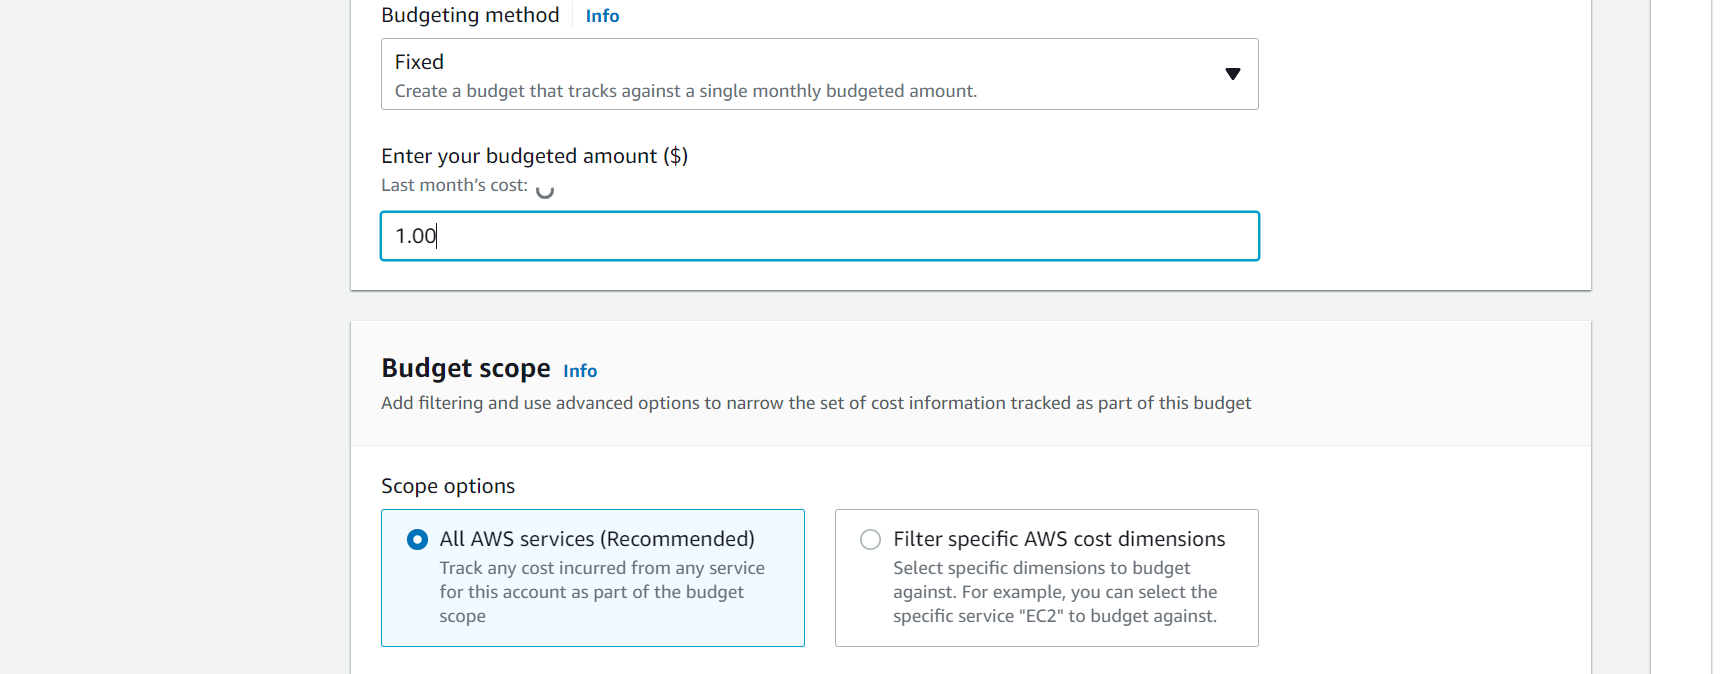 Budgeting method Info
Fixed
Create a budget that tracks against a single monthly budgeted amount.
Enter your budgeted amount ($)
Last month's cost:
1.00
Budget scope Info
Add filtering and use advanced options to narrow the set of cost information tracked as part of this budget
Scope options
All AWS services (Recommended)
Track any cost incurred from any service
for this account as part of the budget
scope
Filter specific AWS cost dimensions
Select specific dimensions to budget
against. For example, you can select the
specific service "EC2" to budget against.